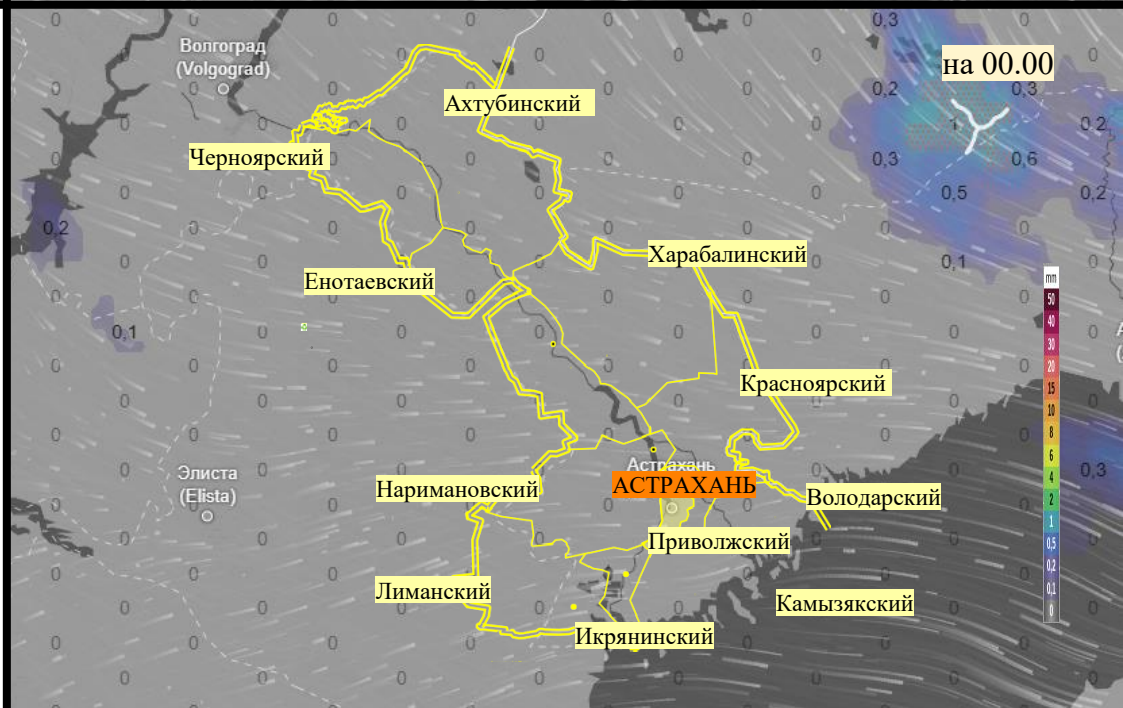 на 00.00
Волгоград
(Volgograd)
Ахтубинский
Черноярский
Харабалинский
Енотаевский
Красноярский
Элиста
(Elista)
Астрахань
АСТРАХАНЬ
Наримановский
Володарский
Приволжский
Лиманский
Камызякский
Икрянинский
0,3
0,2
0,3
1
0,2
0,3
0,6
0,5
0,2
0,2
0,1
0,1
0,3
mm
50
40
30
20
15
10
8
6
4
2
1
0,5
0,2
0,1
0